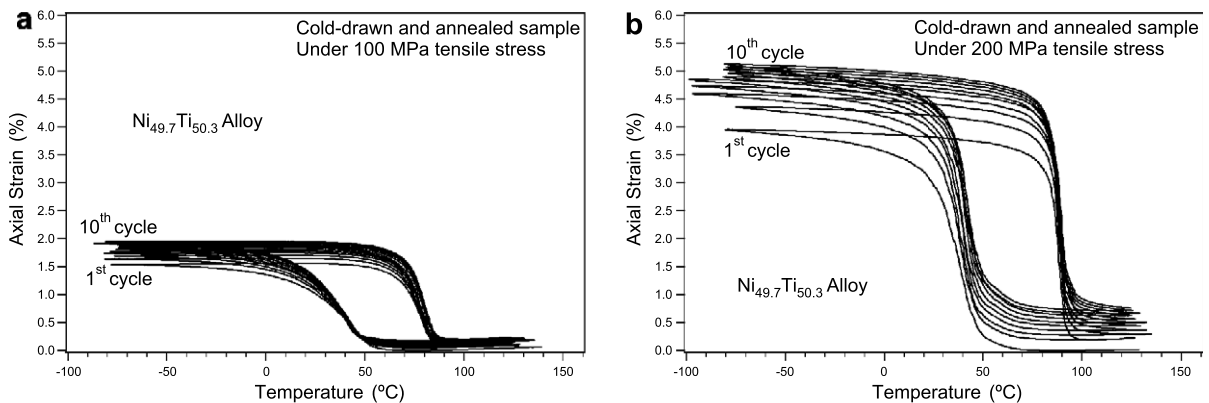 a
Cold-drawn and annealed sample
Under 100 MPa tensile stress
Ni49.7Ti50.3 Alloy
10th cycle
1st cycle
Axial Strain (%)
6.0
5.5
5.0
4.5
4.0
3.5
3.0
2.5
2.0
1.5
1.0
0.5
0.0
-100
-50
0
50
100
150
Temperature (ºC)
b
Cold-drawn and annealed sample
Under 200 MPa tensile stress
10th cycle
1st cycle
Ni49.7Ti50.3 Alloy
Axial Strain (%)
6.0
5.5
5.0
4.5
4.0
3.5
3.0
2.5
2.0
1.5
1.0
0.5
0.0
-100
-50
0
50
100
150
Temperature (ºC)